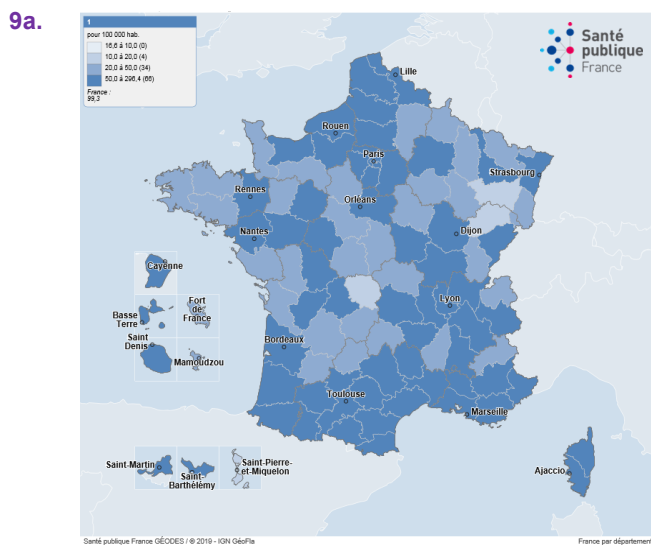 9a.
1
pour 100 000 hab.
16,6 à 10,0 (0)
10,0 à 20,0 (4)
20,0 à 50,0 (34)
50,0 à 296,4 (66)
France :
99,3
Santé
publique
France
Lille
Rouen
Paris
Strasbourg
Rennes
Orléans
Nantes
Dijon
Cayenne
Lyon
Basse
Terre
Fort
de
France
Saint
Denis
Mamoudzou
Bordeaux
Toulouse
Marseille
Saint-Martin
Saint-
Barthélémy
Saint-Pierre-
et-Miquelon
Ajaccio
Santé publique France GÉODES / © 2019 - IGN GéoFla
France par département